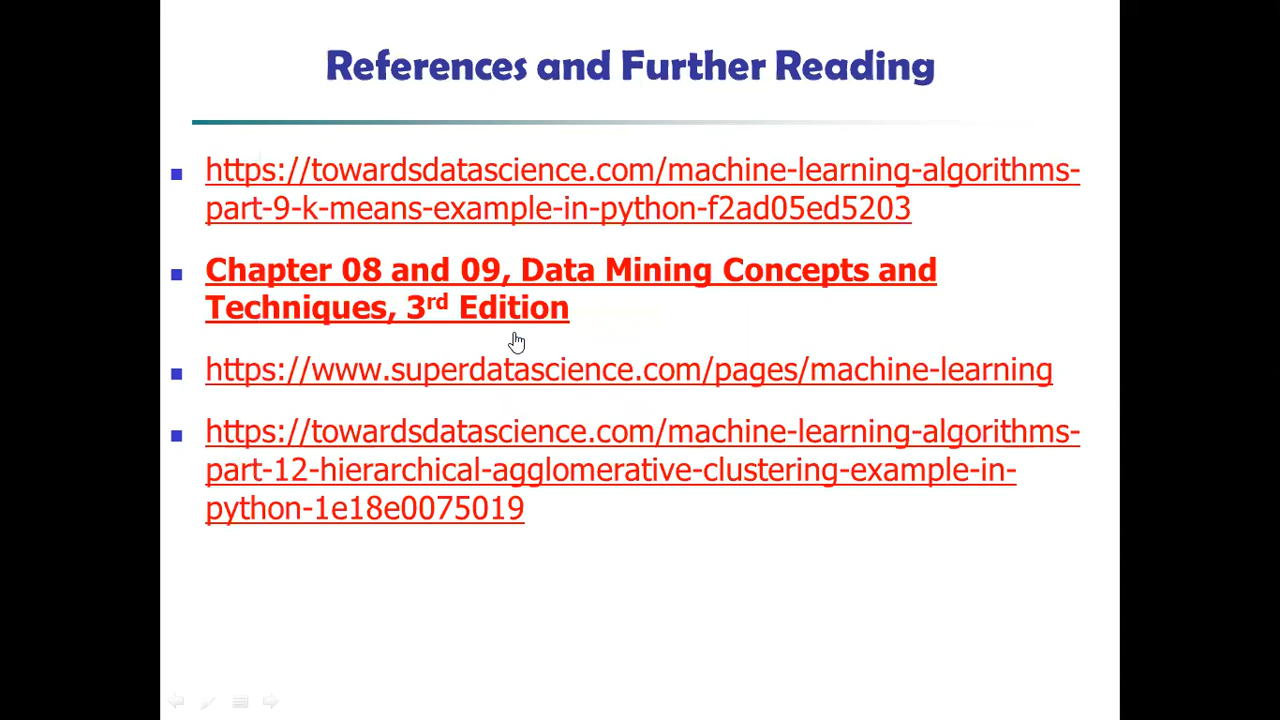 References and Further Reading
https://towardsdatascience.com/machine-learning-algorithms-
part-9-k-means-example-in-python-f2ad05ed5203
Chapter 08 and 09, Data Mining Concepts and
Techniques, 3rd Edition
https://www.superdatascience.com/pages/machine-learning
https://towardsdatascience.com/machine-learning-algorithms-
part-12-hierarchical-agglomerative-clustering-example-in-
python-1e18e0075019